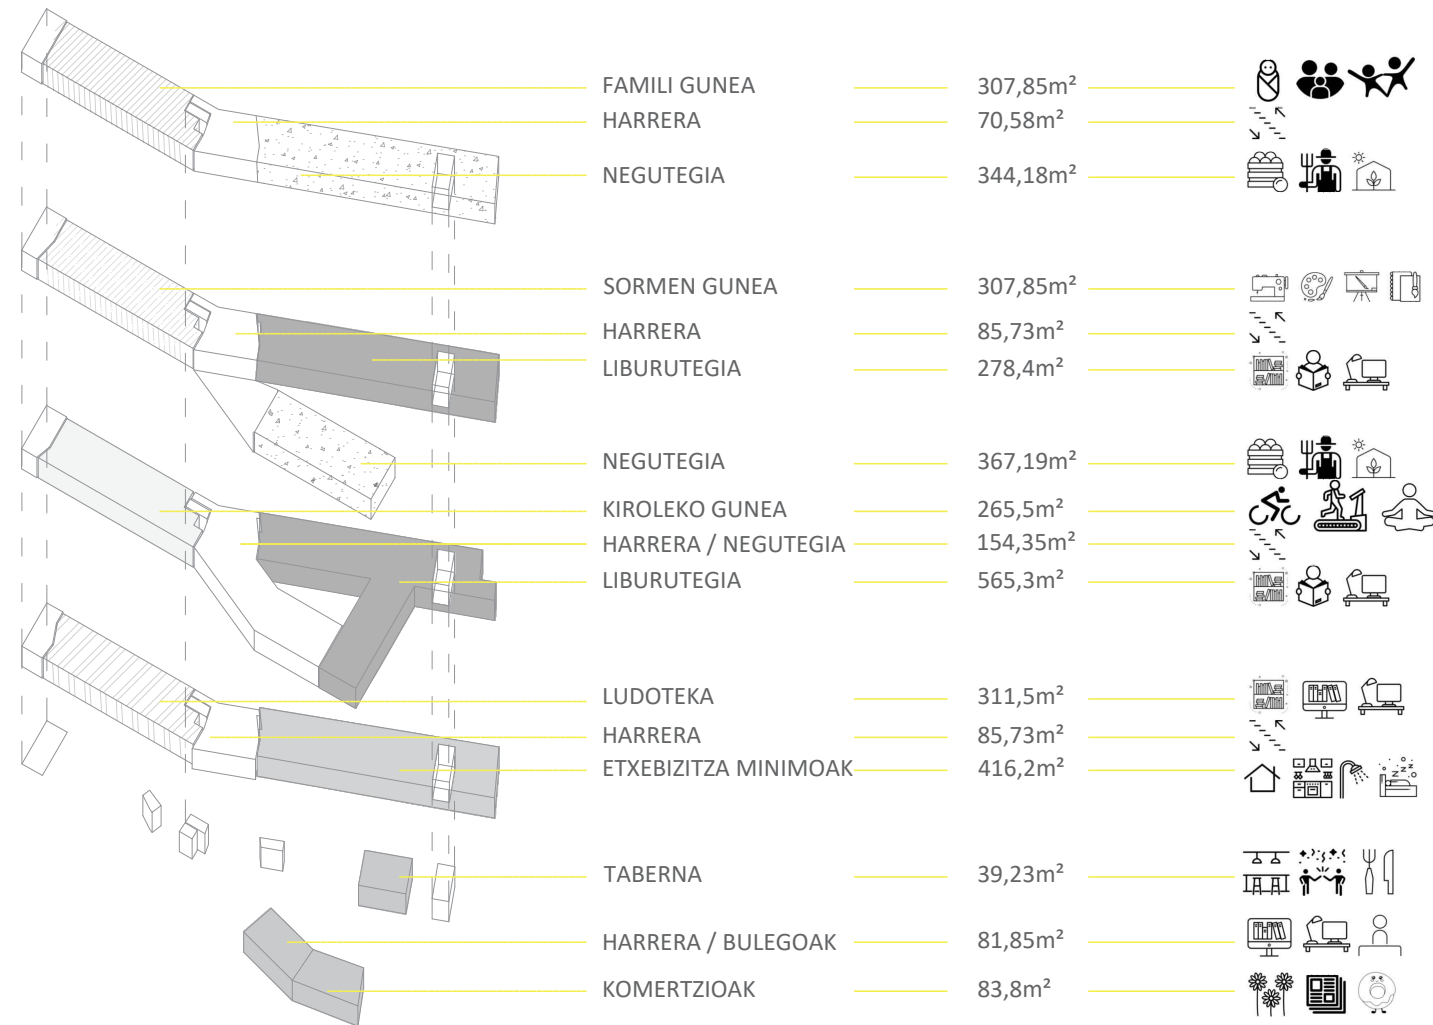 FAMILI GUNEA 307,85m²
HARRERA 70,58m²
NEGUTEGIA 344,18m²
SORMEN GUNEA 307,85m²
HARRERA 85,73m²
LIBURUTEGIA 278,4m²
NEGUTEGIA 367,19m²
KIROLEKO GUNEA 265,5m²
HARRERA / NEGUTEGIA 154,35m²
LIBURUTEGIA 565,3m²
LUDOTEKA 311,5m²
HARRERA 85,73m²
ETXEBIZITZA MINIMOAK 416,2m²
TABERNA 39,23m²
HARRERA / BULEGOAK 81,85m²
KOMERTZIOAK 83,8m²